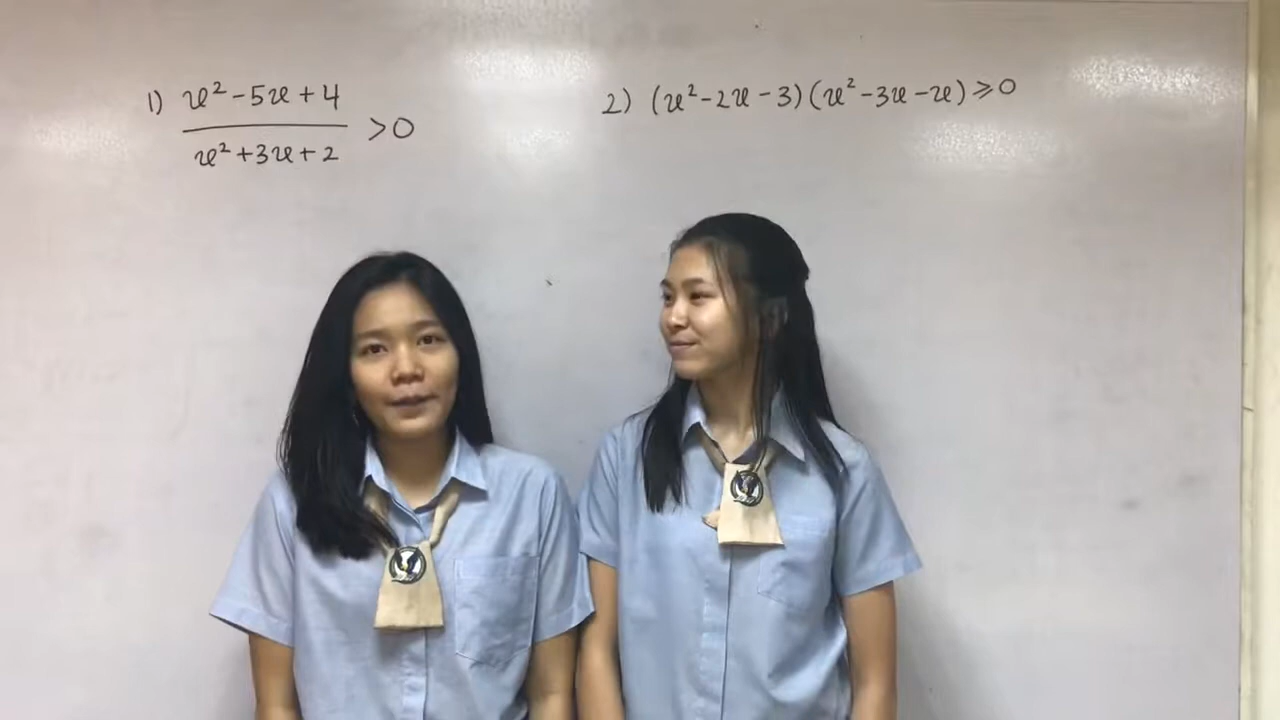 1) x² - 5x + 4
x² + 3x + 2 > 0
2) (x² - 2x - 3)(x² - 3x - x) ≥ 0